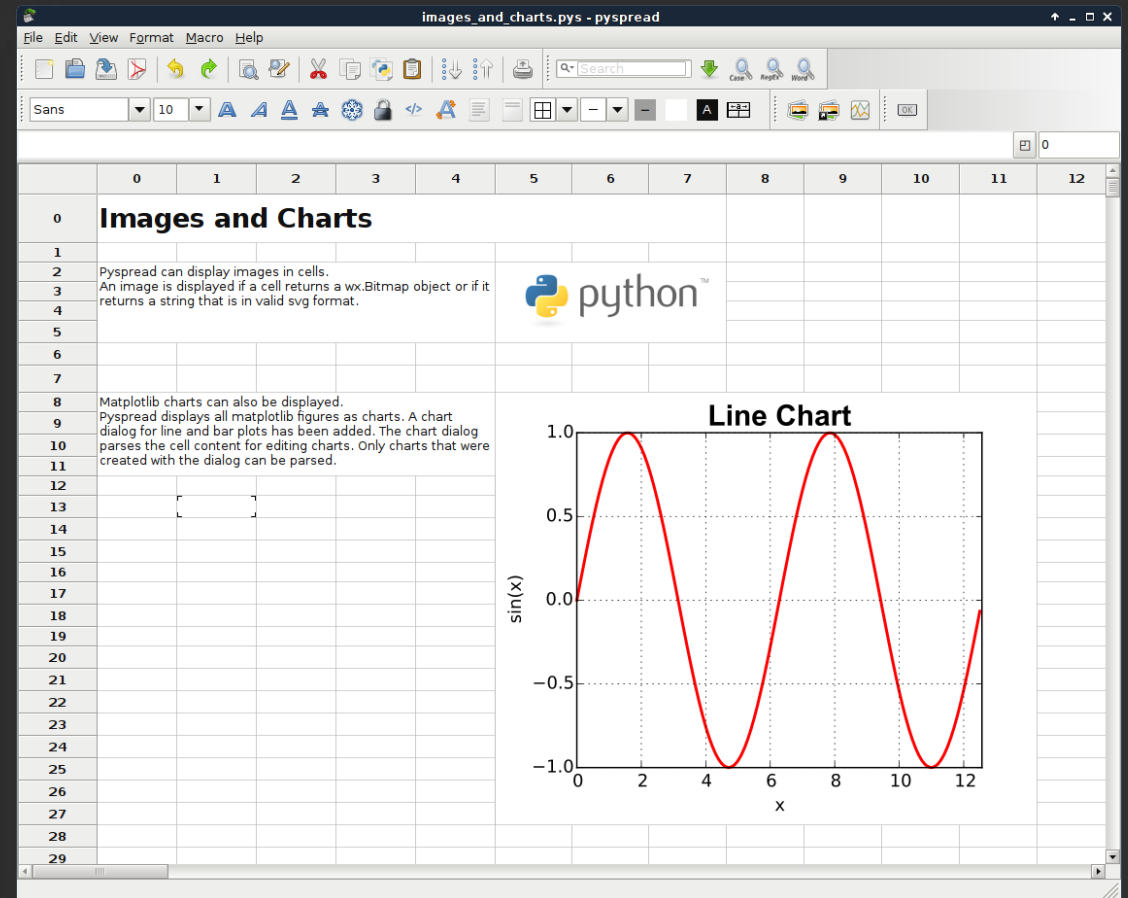 images_and_charts.pys - pyspread
File Edit View Format Macro Help
Search
Case RegEx Word
Sans 10 A A A A </> A A OK
0
0 1 2 3 4 5 6 7 8 9 10 11 12
0 Images and Charts
1
2 Pyspread can display images in cells.
3 An image is displayed if a cell returns a wx.Bitmap object or if it
4 returns a string that is in valid svg format.
python™
5
6
7
8 Matplotlib charts can also be displayed.
9 Pyspread displays all matplotlib figures as charts. A chart
dialog for line and bar plots has been added. The chart dialog
10 parses the cell content for editing charts. Only charts that were
11 created with the dialog can be parsed.
12
13
14
15
16
17
18
19
20
21
22
23
24
25
26
27
28
29
Line Chart
1.0
0.5
0.0
−0.5
−1.0
sin(x)
0 2 4 6 8 10 12
x